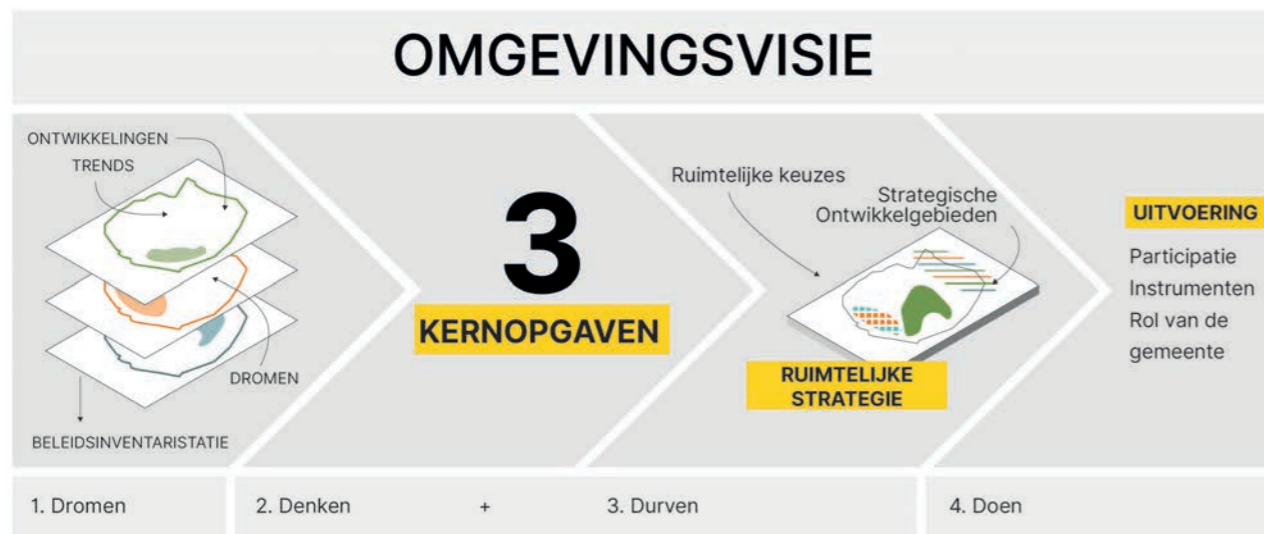 OMGEVINGSVISIE
ONTWIKKELINGEN
TRENDS
DROMEN
BELEIDSINVENTARISTATIE
3
KERNOPGAVEN
Ruimtelijke keuzes
Strategische
Ontwikkelgebieden
RUIMTELIJKE
STRATEGIE
UITVOERING
Participatie
Instrumenten
Rol van de
gemeente
1. Dromen
2. Denken + 3. Durven
4. Doen